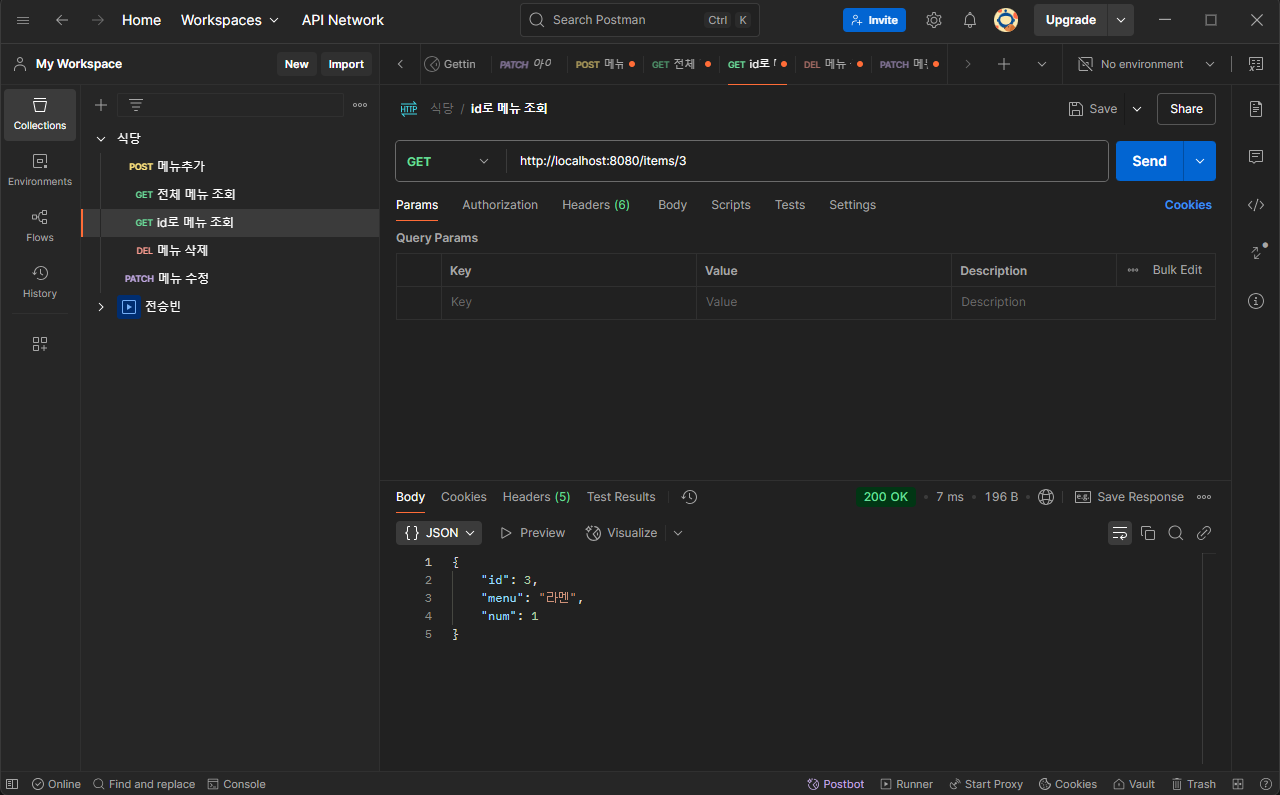 Home Workspaces API Network Search Postman Ctrl K Invite Upgrade
My Workspace New Import Gettin PATCH 아이 POST 메뉴 GET 전체 GET id로 DEL 메뉴 PATCH 메뉴 No environment
Collections
Environments
Flows
History
식당
POST 메뉴추가
GET 전체 메뉴 조회
GET id로 메뉴 조회
DEL 메뉴 삭제
PATCH 메뉴 수정
전승빈
HTTP 식당 / id로 메뉴 조회 Save Share
GET http://localhost:8080/items/3 Send
Params Authorization Headers (6) Body Scripts Tests Settings Cookies
Query Params
Key Value Description Bulk Edit
Key Value Description
Body Cookies Headers (5) Test Results 200 OK 7 ms 196 B e.g. Save Response
{} JSON Preview Visualize
1 {
2 "id": 3,
3 "menu": "라멘",
4 "num": 1
5 }
Online Find and replace Console Postbot Runner Start Proxy Cookies Vault Trash